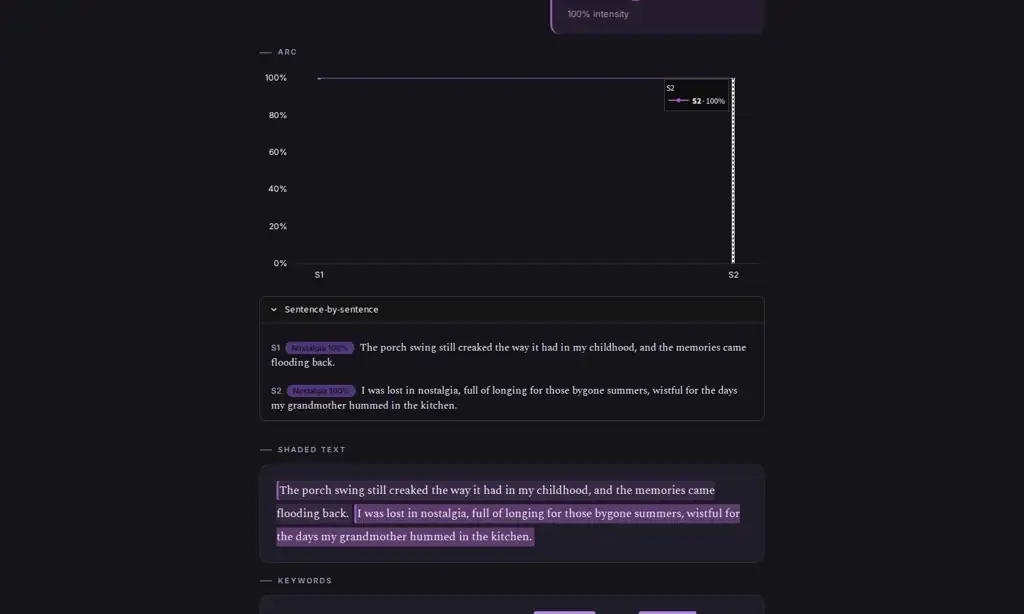 100% intensity
ARC
100%
80%
60%
40%
20%
0%
S2
S2 · 100%
S1
S2
Sentence-by-sentence
S1 Nostalgia 100% The porch swing still creaked the way it had in my childhood, and the memories came
flooding back.
S2 Nostalgia 100% I was lost in nostalgia, full of longing for those bygone summers, wistful for the days
my grandmother hummed in the kitchen.
SHADED TEXT
The porch swing still creaked the way it had in my childhood, and the memories came
flooding back. I was lost in nostalgia, full of longing for those bygone summers, wistful for
the days my grandmother hummed in the kitchen.
KEYWORDS